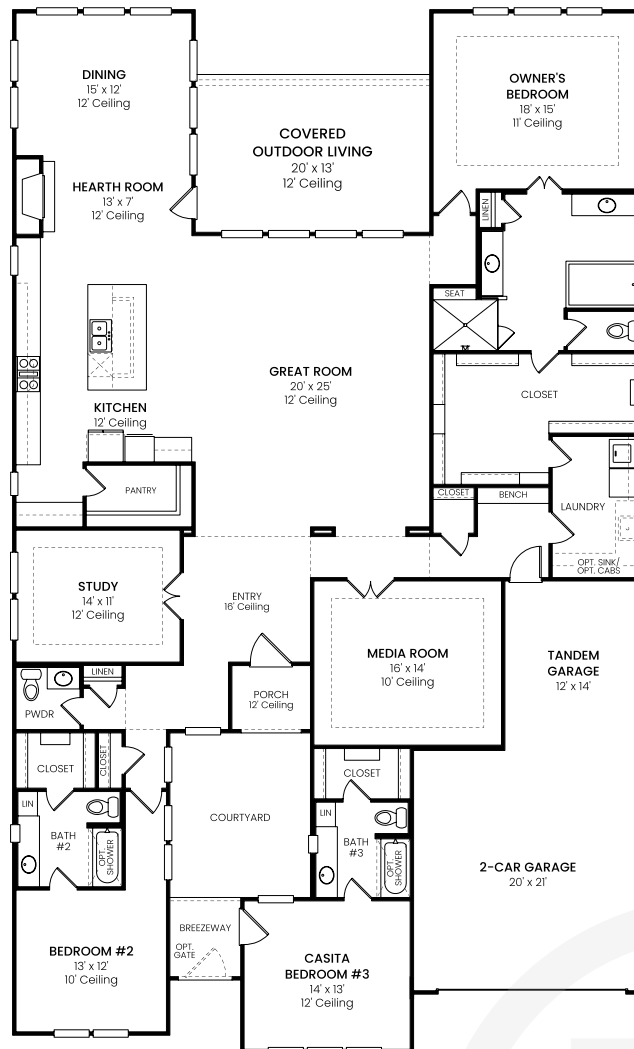 DINING
15' x 12'
12' Ceiling
OWNER'S
BEDROOM
18' x 15'
11' Ceiling
COVERED
OUTDOOR LIVING
20' x 13'
12' Ceiling
HEARTH ROOM
13' x 7'
12' Ceiling
LINEN
SEAT
GREAT ROOM
20' x 25'
12' Ceiling
CLOSET
KITCHEN
12' Ceiling
PANTRY
CLOSET
BENCH
LAUNDRY
OPT. SINK/
OPT. CABS
STUDY
14' x 11'
12' Ceiling
ENTRY
16' Ceiling
MEDIA ROOM
16' x 14'
10' Ceiling
TANDEM
GARAGE
12' x 14'
LINEN
PWDR
PORCH
12' Ceiling
CLOSET
CLOSET
CLOSET
LIN
BATH
#2
OPT.
SHOWER
COURTYARD
LIN
BATH
#3
OPT.
SHOWER
2-CAR GARAGE
20' x 21'
BREEZEWAY
OPT.
GATE
BEDROOM #2
13' x 12'
10' Ceiling
CASITA
BEDROOM #3
14' x 13'
12' Ceiling